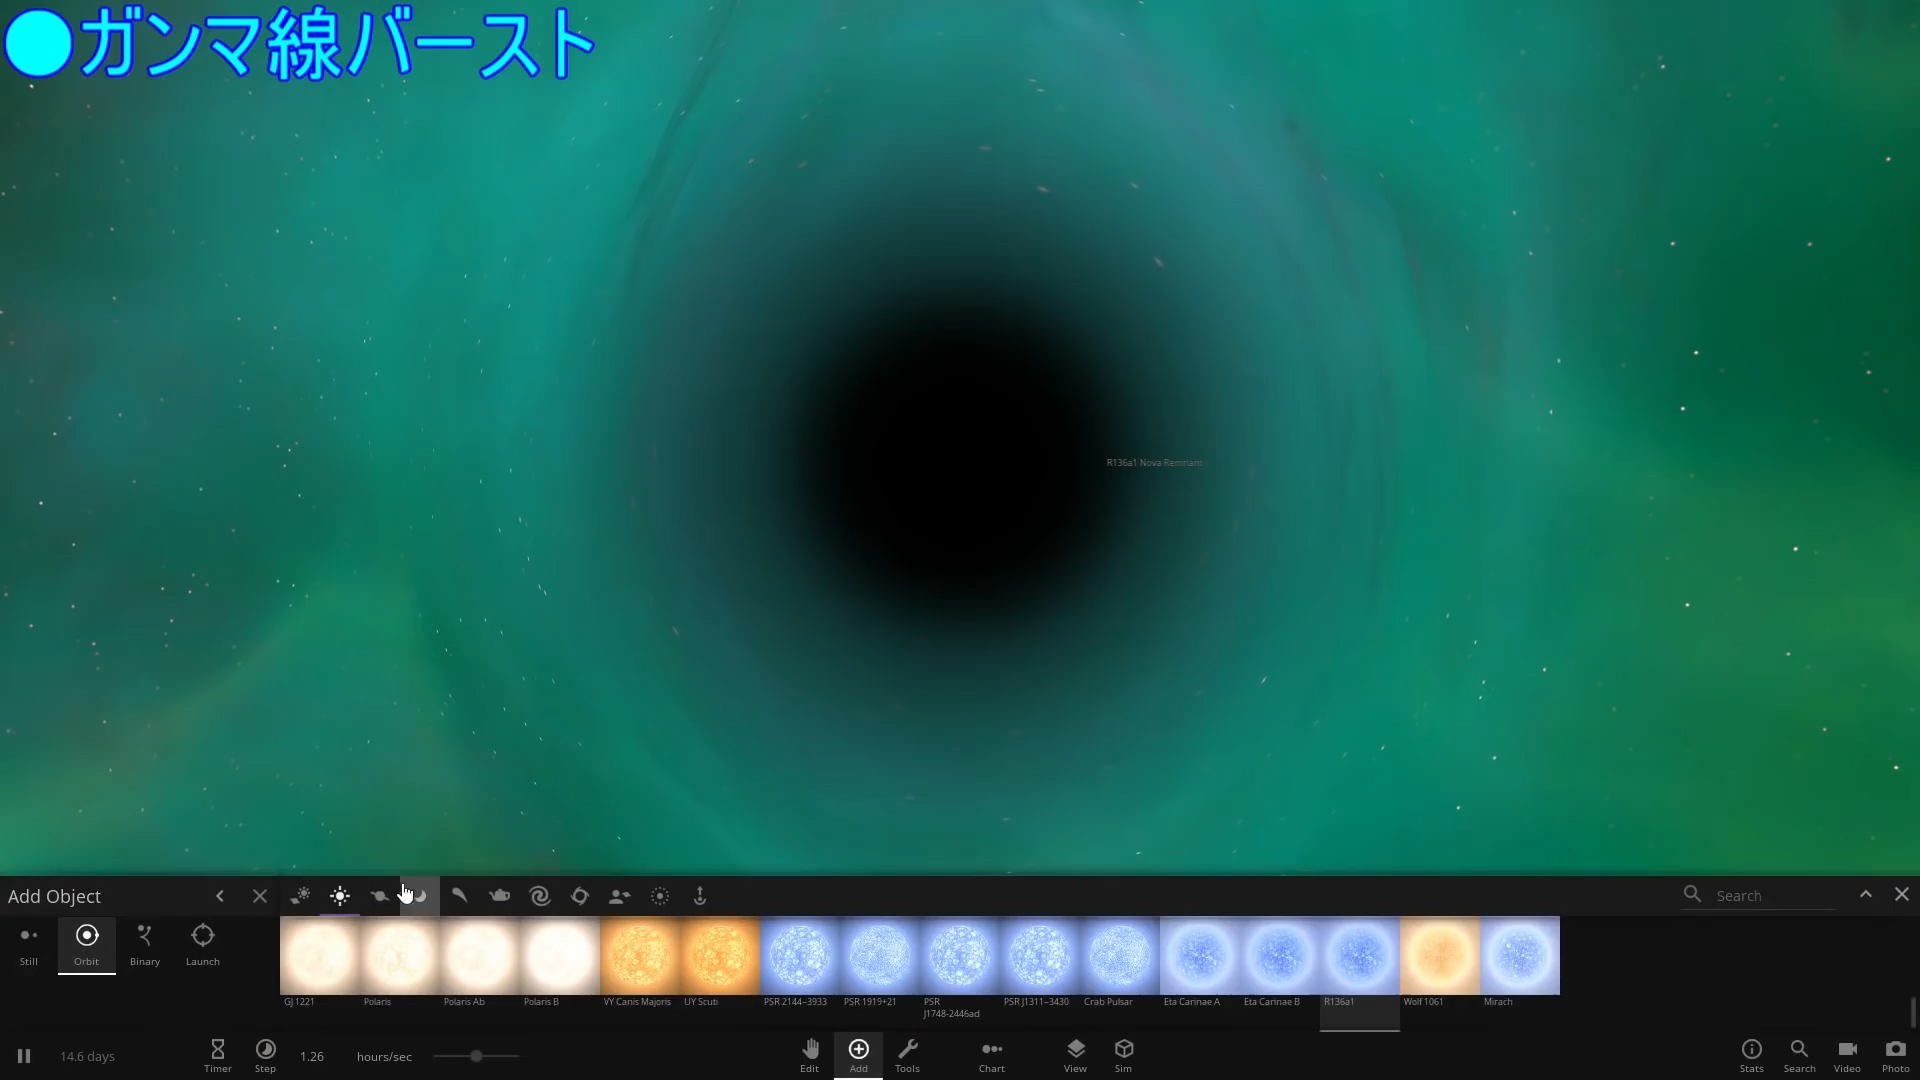 ●ガンマ線バースト
R136a1 Nova Remnant
Add Object
Search
Still
Orbit
Binary
Launch
GJ 1221
Polaris
Polaris Ab
Polaris B
VY Canis Majoris
UY Scuti
PSR 2144-3933
PSR 1919+21
PSR
J1748-2446ad
PSR J1311-3430
Crab Pulsar
Eta Carinae A
Eta Carinae B
R136a1
Wolf 1061
Mirach
14.6 days
Timer
Step
1.26
hours/sec
Edit
Add
Tools
Chart
View
Sim
Stats
Search
Video
Photo